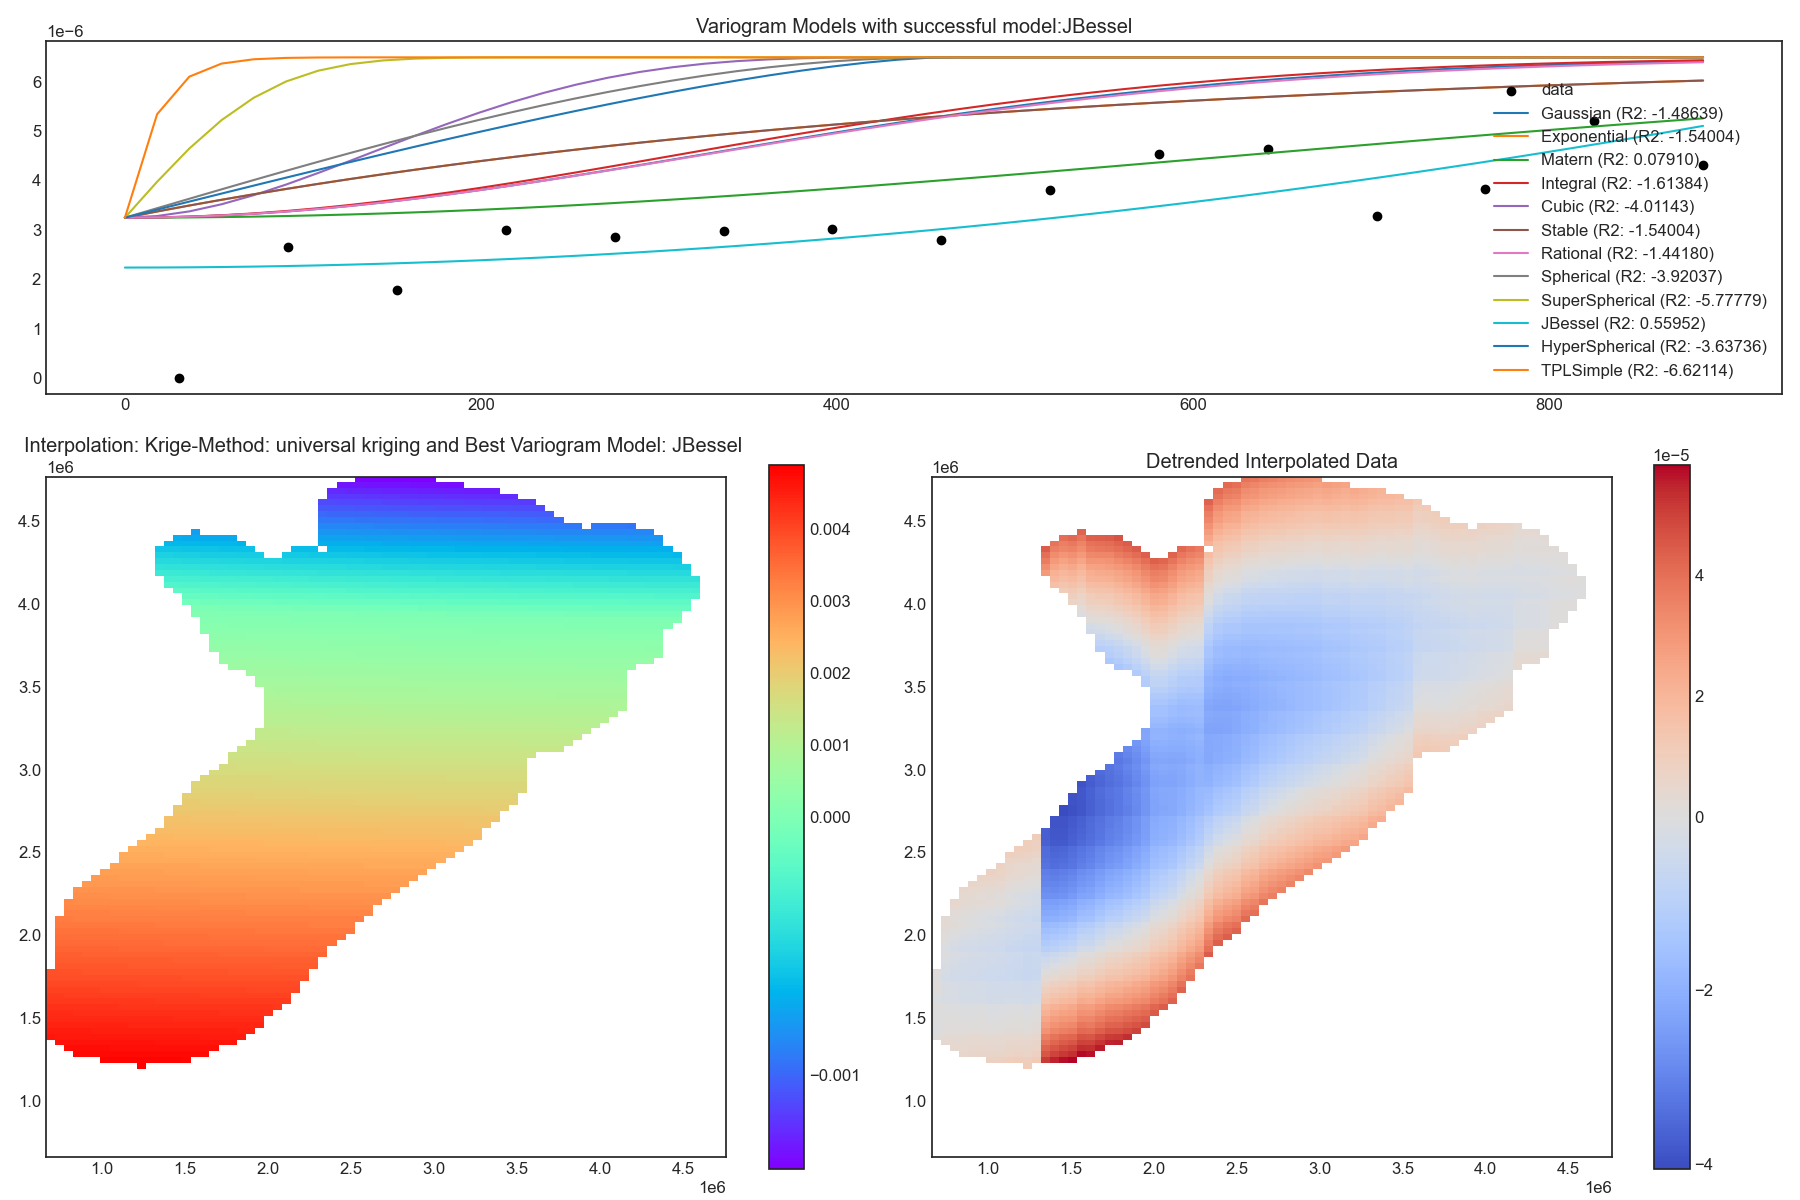 Variogram Models with successful model:JBessel
1e−6
6
5
4
3
2
1
0
0 200 400 600 800
data
Gaussian (R2: -1.48639)
Exponential (R2: -1.54004)
Matern (R2: 0.07910)
Integral (R2: -1.61384)
Cubic (R2: -4.01143)
Stable (R2: -1.54004)
Rational (R2: -1.44180)
Spherical (R2: -3.92037)
SuperSpherical (R2: -5.77779)
JBessel (R2: 0.55952)
HyperSpherical (R2: -3.63736)
TPLSimple (R2: -6.62114)
Interpolation: Krige-Method: universal kriging and Best Variogram Model: JBessel
1e6
4.5
4.0
3.5
3.0
2.5
2.0
1.5
1.0
1.0 1.5 2.0 2.5 3.0 3.5 4.0 4.5
1e6
0.004
0.003
0.002
0.001
0.000
−0.001
Detrended Interpolated Data
1e6
4.5
4.0
3.5
3.0
2.5
2.0
1.5
1.0
1.0 1.5 2.0 2.5 3.0 3.5 4.0 4.5
1e6
1e−5
4
2
0
−2
−4